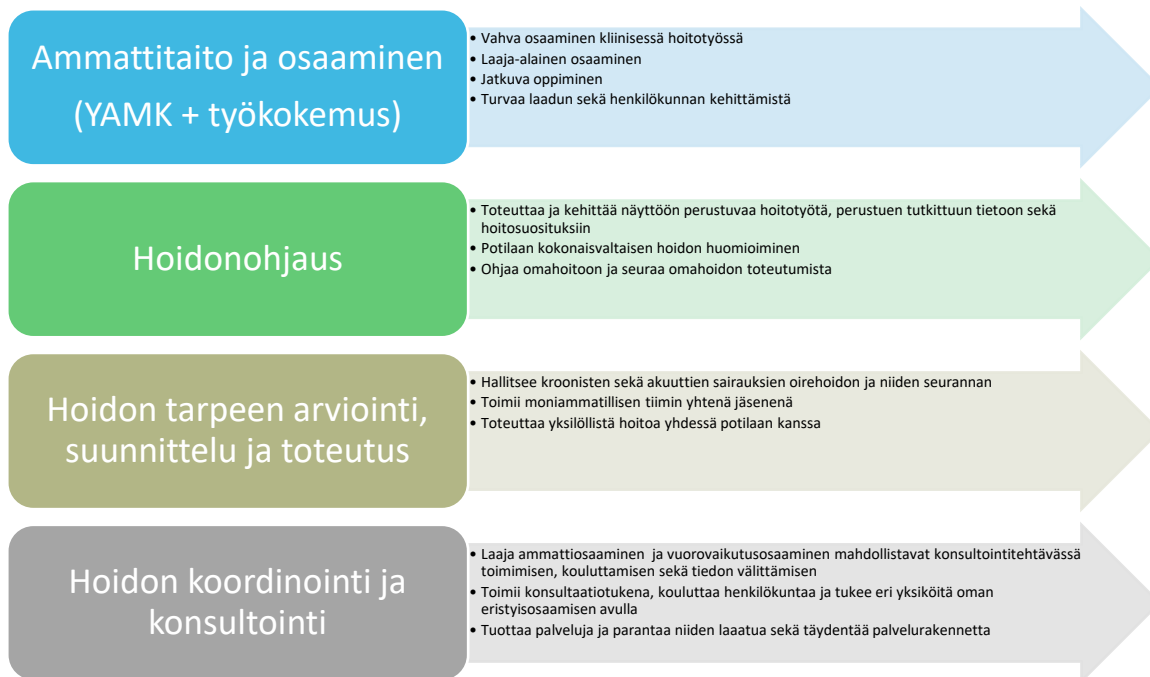 Ammattitaito ja osaaminen
(YAMK + työkokemus)
• Vahva osaaminen kliinisessä hoitotyössä
• Laaja-alainen osaaminen
• Jatkuva oppiminen
• Turvaa laadun sekä henkilökunnan kehittämistä
Hoidonohjaus
• Toteuttaa ja kehittää näyttöön perustuvaa hoitotyötä, perustuen tutkittuun tietoon sekä
hoitosuosituksiin
• Potilaan kokonaisvaltaisen hoidon huomioiminen
• Ohjaa omahoitoon ja seuraa omahoidon toteutumista
Hoidon tarpeen arviointi,
suunnittelu ja toteutus
• Hallitsee kroonisten sekä akuuttien sairauksien oirehoidon ja niiden seurannan
• Toimii moniammatillisen tiimin yhtenä jäsenenä
• Toteuttaa yksilöllistä hoitoa yhdessä potilaan kanssa
Hoidon koordinointi ja
konsultointi
• Laaja ammattiosaaminen ja vuorovaikutusosaaminen mahdollistavat konsultointitehtävässä
toimimisen, kouluttamisen sekä tiedon välittämisen
• Toimii konsultaatiotukena, kouluttaa henkilökuntaa ja tukee eri yksiköitä oman
eristyisosaamisen avulla
• Tuottaa palveluja ja parantaa niiden laaatua sekä täydentää palvelurakennetta